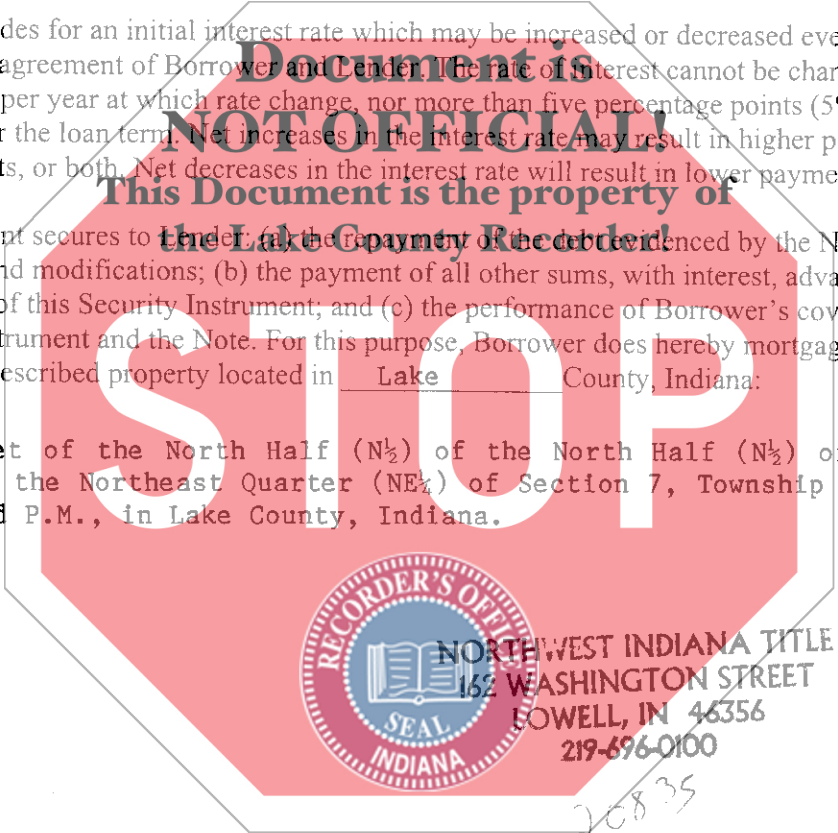 des for an initial interest rate which may be increased or decreased eve
Document is
agreement of Borrower and Lender. The rate of interest cannot be char
per year at which rate change, nor more than five percentage points (5
NOT OFFICIAL!
r the loan term. Net increases in the interest rate may result in higher p
ts, or both. Net decreases in the interest rate will result in lower payme
This Document is the property of
the Lake County Recorder!
nt secures to Lender: (a) the repayment of the debt evidenced by the N
nd modifications; (b) the payment of all other sums, with interest, adva
of this Security Instrument; and (c) the performance of Borrower's cov
trument and the Note. For this purpose, Borrower does hereby mortgag
escribed property located in Lake County, Indiana:
STOP
et of the North Half (N½) of the North Half (N½) o
the Northeast Quarter (NE¼) of Section 7, Township
d P.M., in Lake County, Indiana.
RECORDER'S OFFICE
SEAL
INDIANA
NORTHWEST INDIANA TITLE
162 WASHINGTON STREET
LOWELL, IN 46356
219-696-0100
20835